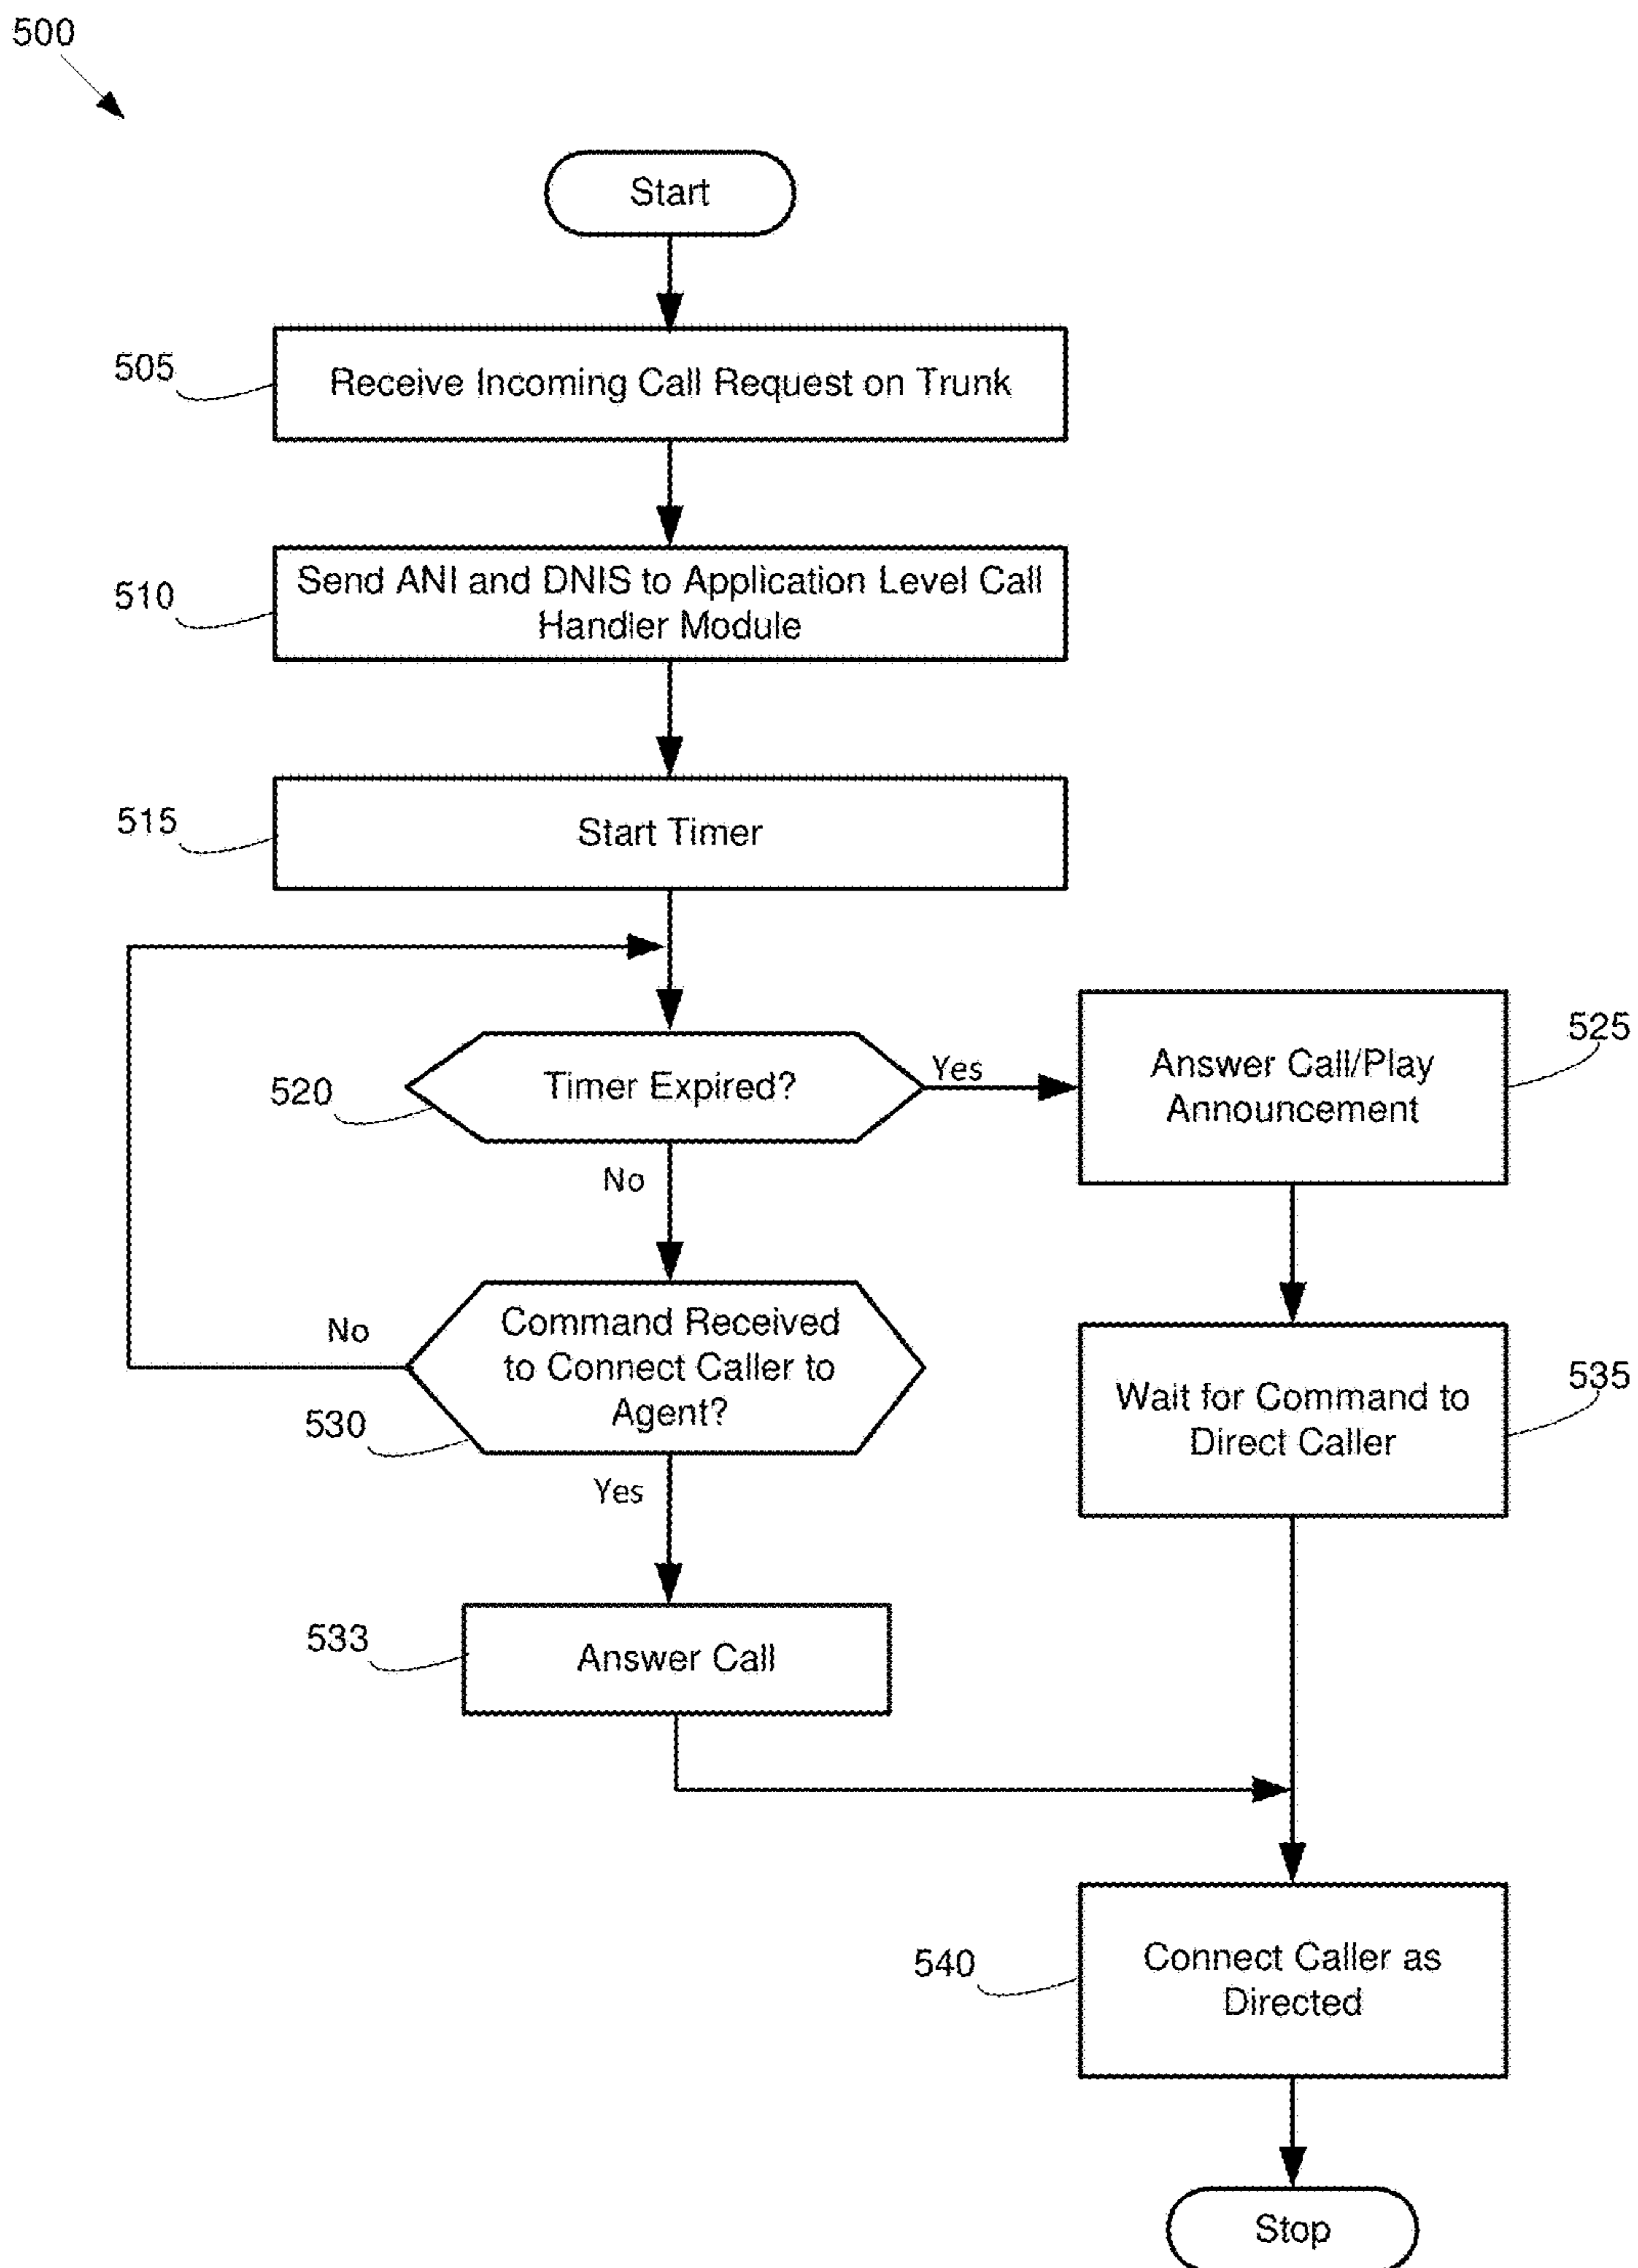 500
Start
505
Receive Incoming Call Request on Trunk
510
Send ANI and DNIS to Application Level Call
Handler Module
515
Start Timer
520
Timer Expired?
Yes
No
525
Answer Call/Play
Announcement
530
Command Received
to Connect Caller to
Agent?
No
Yes
535
Wait for Command to
Direct Caller
533
Answer Call
540
Connect Caller as
Directed
Stop